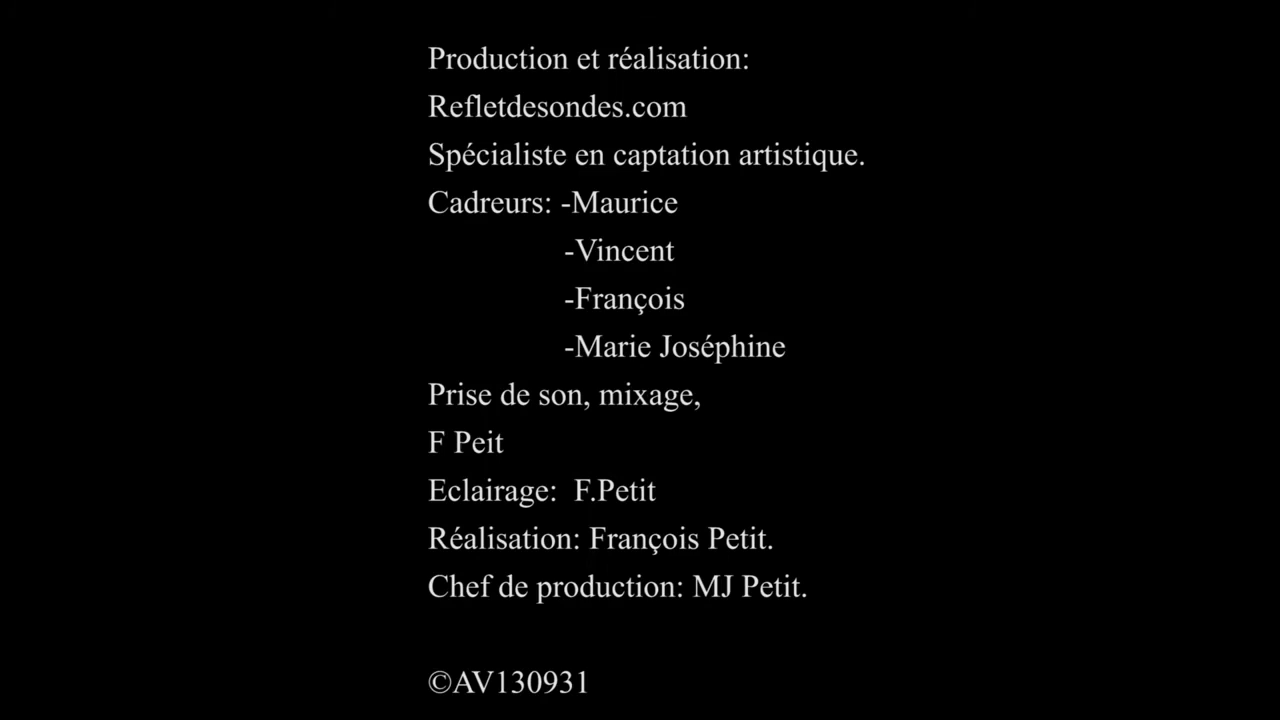 Production et réalisation:
Refletdesondes.com
Spécialiste en captation artistique.
Cadreurs: -Maurice
-Vincent
-François
-Marie Joséphine
Prise de son, mixage,
F Peit
Eclairage:  F.Petit
Réalisation: François Petit.
Chef de production: MJ Petit.
©AV130931